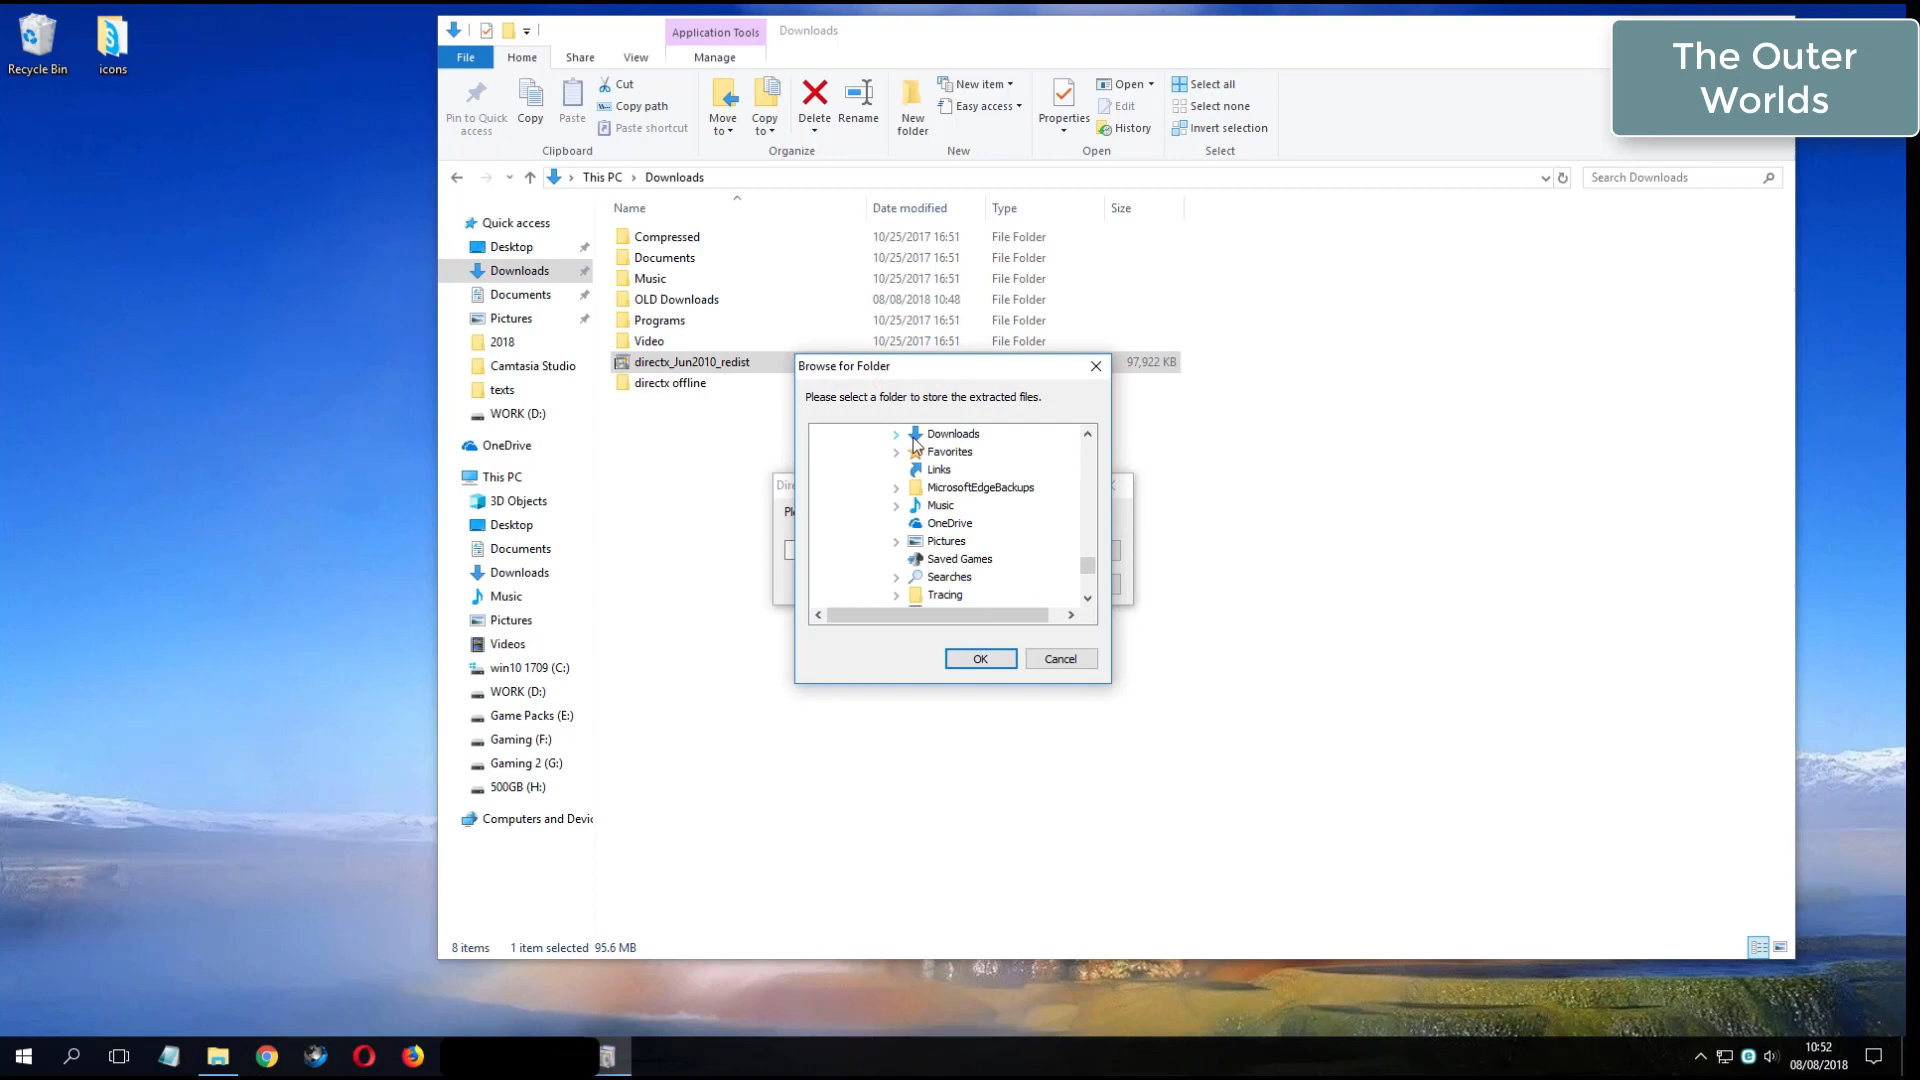 Recycle Bin
icons
Application Tools
Downloads
File
Home
Share
View
Manage
The Outer
Worlds
Pin to Quick
access
Copy
Paste
Cut
Copy path
Paste shortcut
Move
to
Copy
to
Delete
Rename
New
folder
New item
Easy access
Properties
Open
Edit
History
Select all
Select none
Invert selection
Clipboard
Organize
New
Open
Select
This PC
Downloads
Search Downloads
Name
Date modified
Type
Size
Quick access
Desktop
Downloads
Documents
Pictures
2018
Camtasia Studio
texts
WORK (D:)
OneDrive
This PC
3D Objects
Desktop
Documents
Downloads
Music
Pictures
Videos
win10 1709 (C:)
WORK (D:)
Game Packs (E:)
Gaming (F:)
Gaming 2 (G:)
500GB (H:)
Computers and Devic
Compressed 10/25/2017 16:51 File Folder
Documents 10/25/2017 16:51 File Folder
Music 10/25/2017 16:51 File Folder
OLD Downloads 08/08/2018 10:48 File Folder
Programs 10/25/2017 16:51 File Folder
Video 10/25/2017 16:51 File Folder
directx_Jun2010_redist 97,922 KB
directx offline
Browse for Folder
Please select a folder to store the extracted files.
Downloads
Favorites
Links
MicrosoftEdgeBackups
Music
OneDrive
Pictures
Saved Games
Searches
Tracing
OK
Cancel
Dire
Ple
8 items
1 item selected 95.6 MB
10:52
08/08/2018